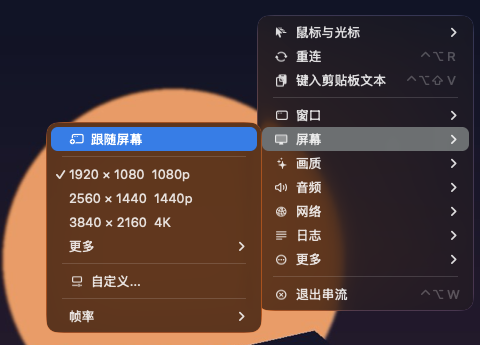 鼠标与光标
重连 ⌃⌥R
键入剪贴板文本 ⌃⌥⇧V
窗口
屏幕
画质
音频
网络
日志
更多
退出串流 ⌃⌥W
跟随屏幕
✓ 1920 × 1080 1080p
2560 × 1440 1440p
3840 × 2160 4K
更多
自定义...
帧率